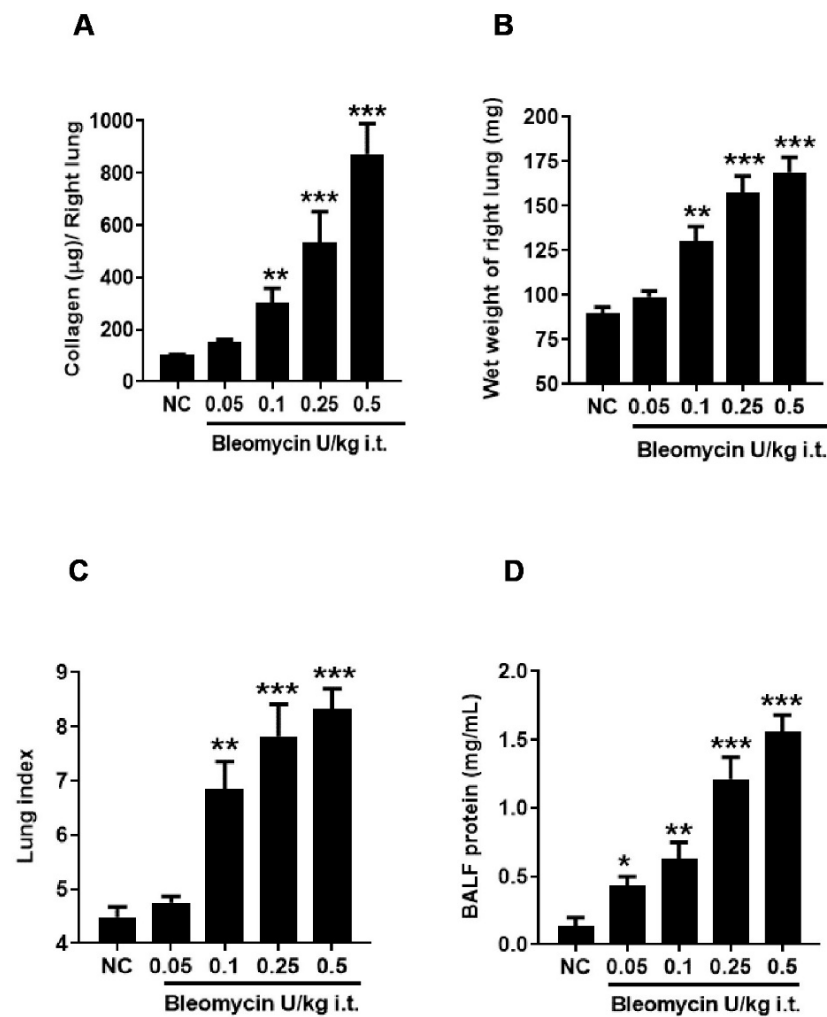 A
Collagen (μg)/ Right lung
1000
800
600
400
200
0
**
***
***
NC 0.05 0.1 0.25 0.5
Bleomycin U/kg i.t.
B
Wet weight of right lung (mg)
200
175
150
125
100
75
50
**
***
***
NC 0.05 0.1 0.25 0.5
Bleomycin U/kg i.t.
C
Lung index
9
8
7
6
5
4
**
***
***
NC 0.05 0.1 0.25 0.5
Bleomycin U/kg i.t.
D
BALF protein (mg/mL)
2.0
1.5
1.0
0.5
0.0
*
**
***
***
NC 0.05 0.1 0.25 0.5
Bleomycin U/kg i.t.